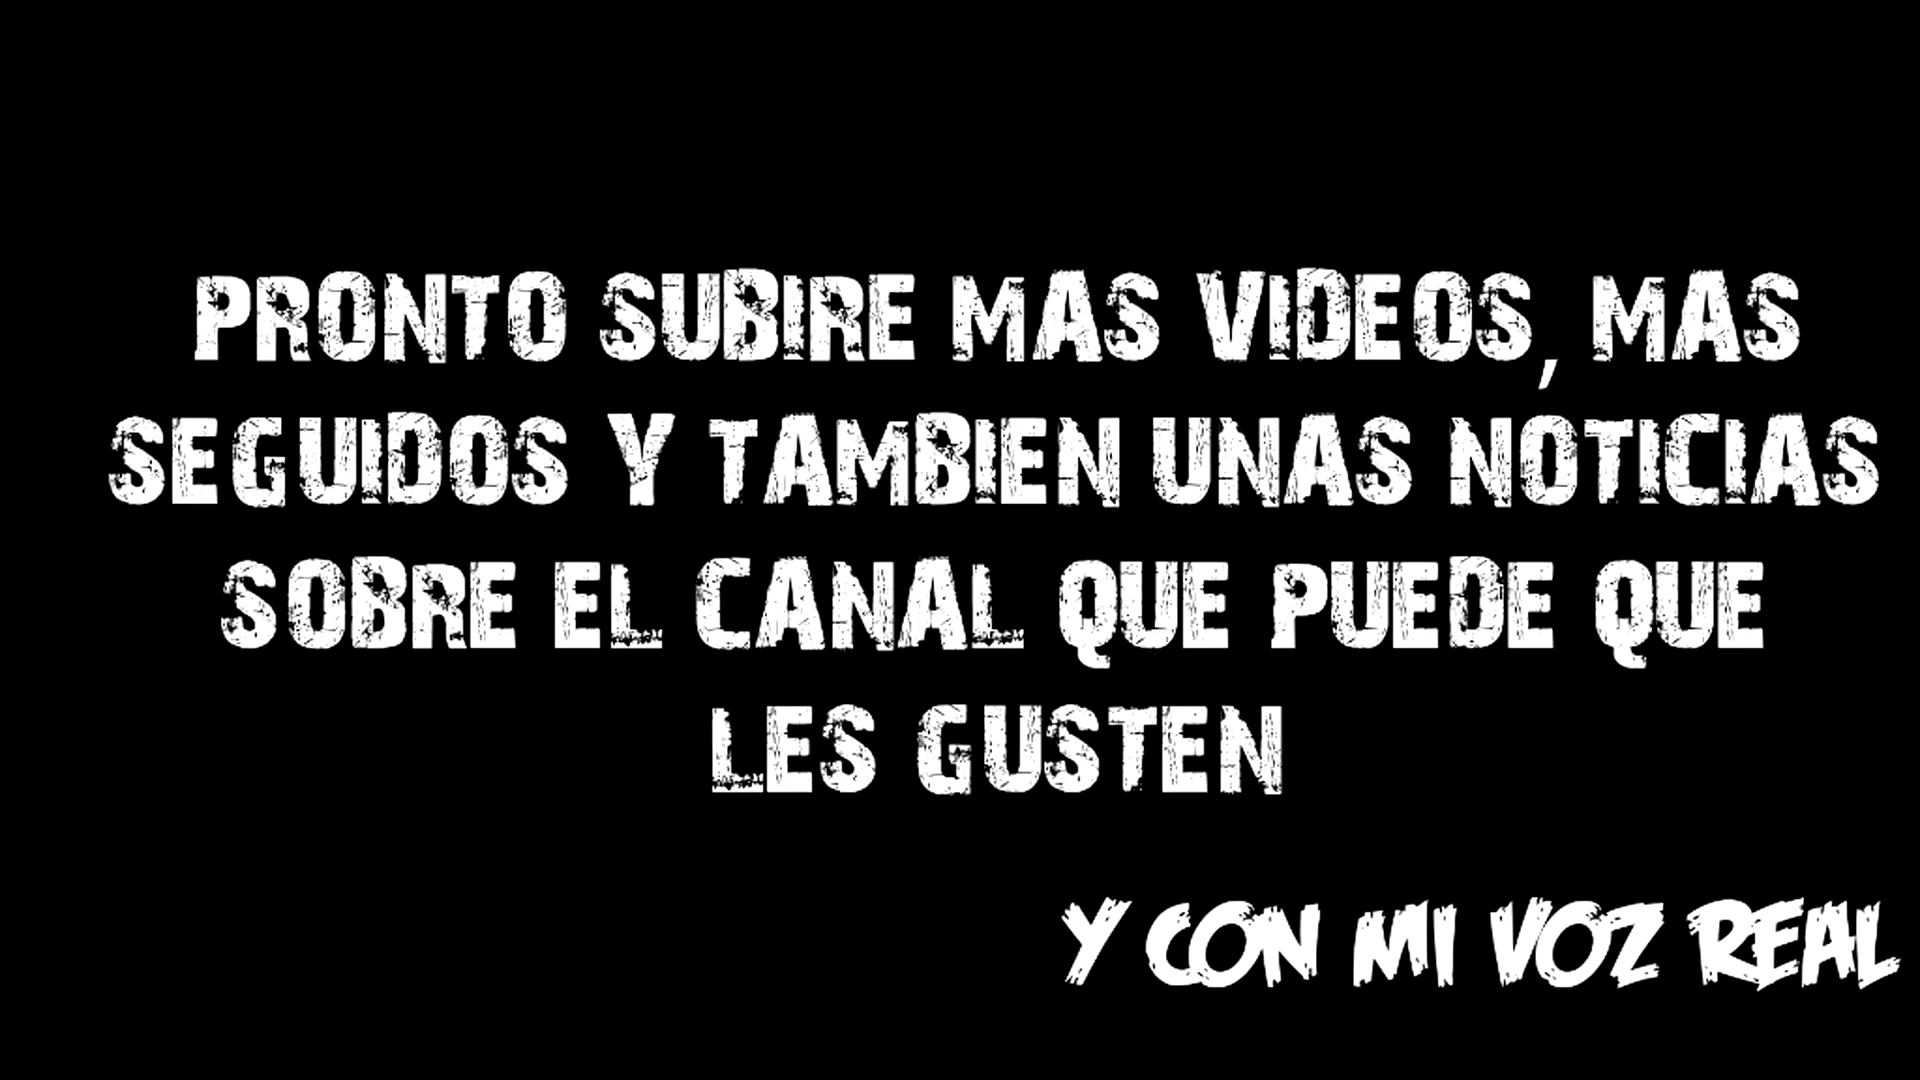 PRONTO SUBIRE MAS VIDEOS, MAS
SEGUIDOS Y TAMBIEN UNAS NOTICIAS
SOBRE EL CANAL QUE PUEDE QUE
LES GUSTEN
Y CON MI VOZ REAL